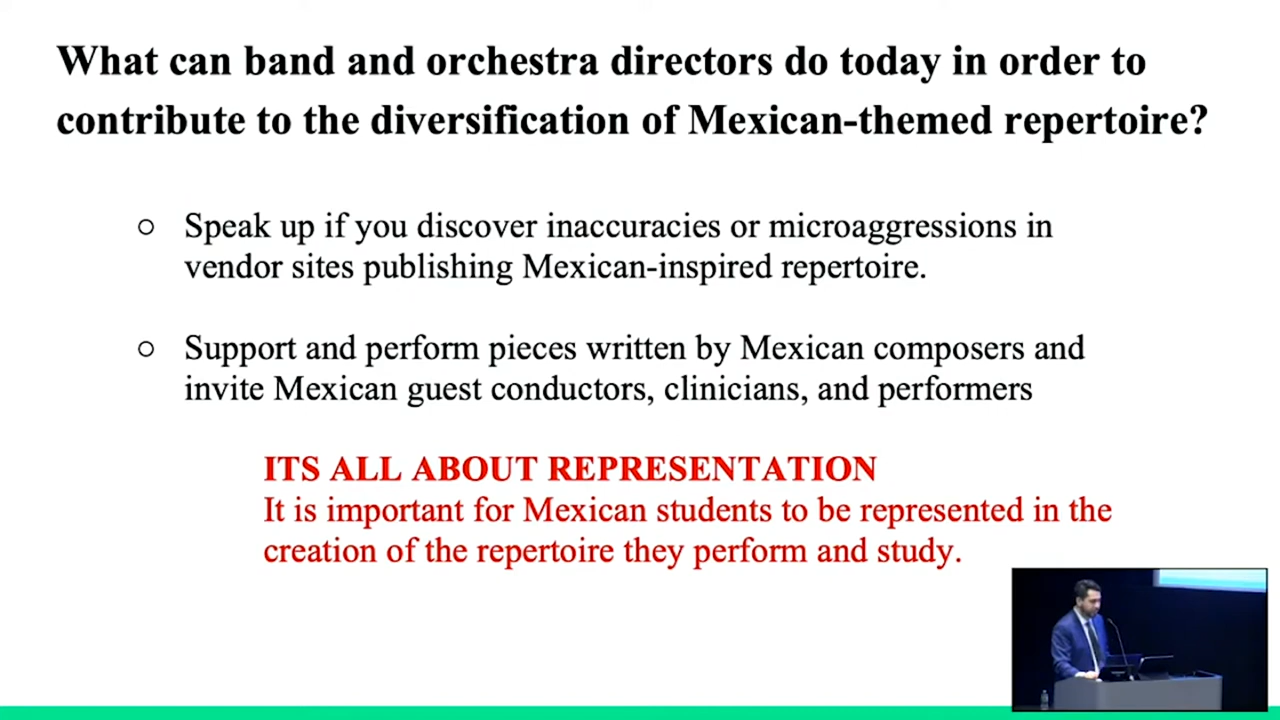 What can band and orchestra directors do today in order to
contribute to the diversification of Mexican-themed repertoire?
Speak up if you discover inaccuracies or microaggressions in
vendor sites publishing Mexican-inspired repertoire.
Support and perform pieces written by Mexican composers and
invite Mexican guest conductors, clinicians, and performers
ITS ALL ABOUT REPRESENTATION
It is important for Mexican students to be represented in the
creation of the repertoire they perform and study.